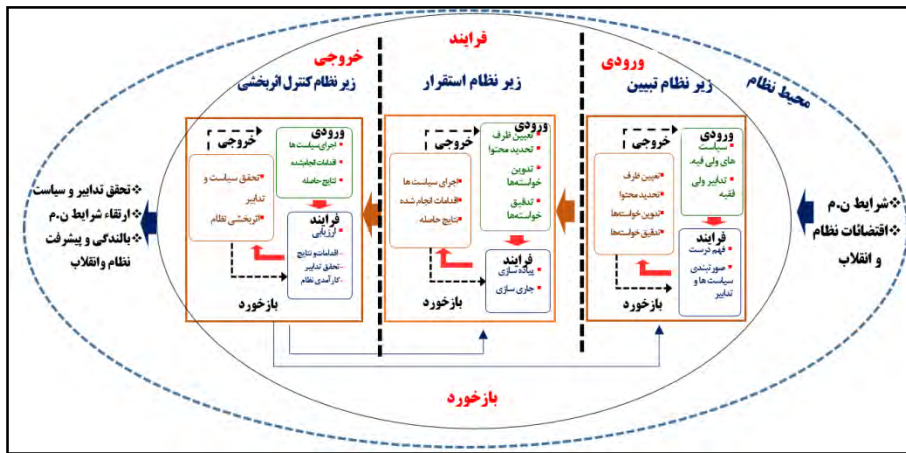 فرایند
ورودی
خروجی
محیط نظام
زیر نظام تبیین
زیر نظام استقرار
زیر نظام کنترل اثربخشی
❖شرایط ن.م
❖اقتضائات نظام
و انقلاب
ورودی
سیاست
های ولی فیه.
تدابیر ولی
فقیه
فرایند
فهم درست
صورتبندی
سیاست ها و
تدابیر
خروجی
تعیین ظرف
تحدید محتوا
تدوین خواسته‌ها
تدقیق خواسته‌ها
بازخورد
ورودی
تعیین ظرف
تحدید محتوا
تدوین
خواسته‌ها
تدقیق
خواسته‌ها
فرایند
پیاده سازی
جاری سازی
خروجی
اجرای سیاست ها
اقدامات انجام شده
نتایج حاصله
بازخورد
ورودی
اجرای سیاست ها
اقدامات انجام‌شده
نتایج حاصله
فرایند
ارزیابی
-اقدامات و نتایج
-تحقق تدابیر
-کارآمدی نظام
خروجی
تحقق سیاست و
تدابیر
اثربخشی نظام
بازخورد
❖تحقق تدابیر و سیاست
❖ارتقاء شرایط ن.م
❖بالندگی و پیشرفت
نظام وانقلاب
بازخورد